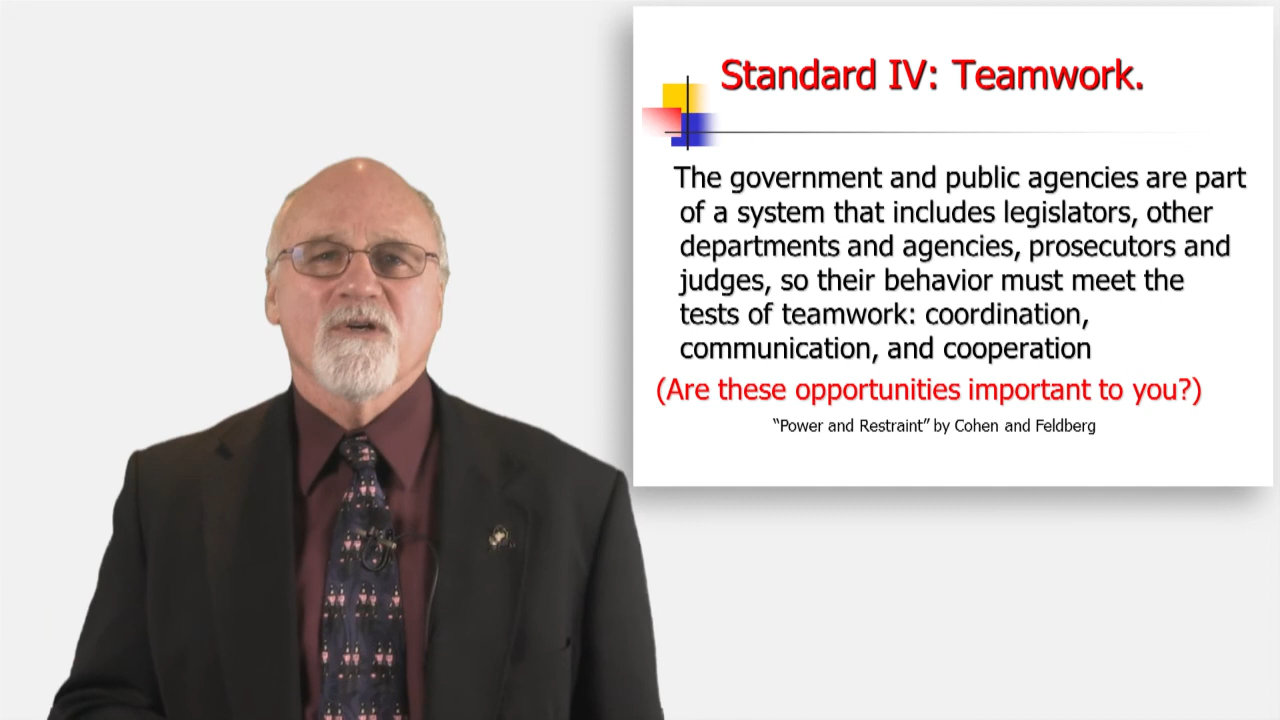 Standard IV: Teamwork.
The government and public agencies are part
of a system that includes legislators, other
departments and agencies, prosecutors and
judges, so their behavior must meet the
tests of teamwork: coordination,
communication, and cooperation
(Are these opportunities important to you?)
“Power and Restraint” by Cohen and Feldberg